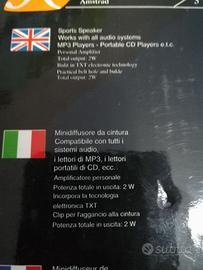 Amstrad
Sports Speaker
Works with all audio systems
MP3 Players - Portable CD Players e.t.c.
Personal Amplifier
Total output: 2W
Built in TXT electronic technology
Practical belt hole and bukle
Total output: 2W
Minidiffusore da cintura
Compatibile con tutti i
sistemi audio,
i lettori di MP3, i lettori
portatili di CD, ecc..
Amplificatore personale
Potenza totale in uscita: 2 W
Incorpora la tecnologia
elettronica TXT
Clip per l'aggancio alla cintura
Potenza totale in uscita: 2 W
Minidiffuseur de
subito